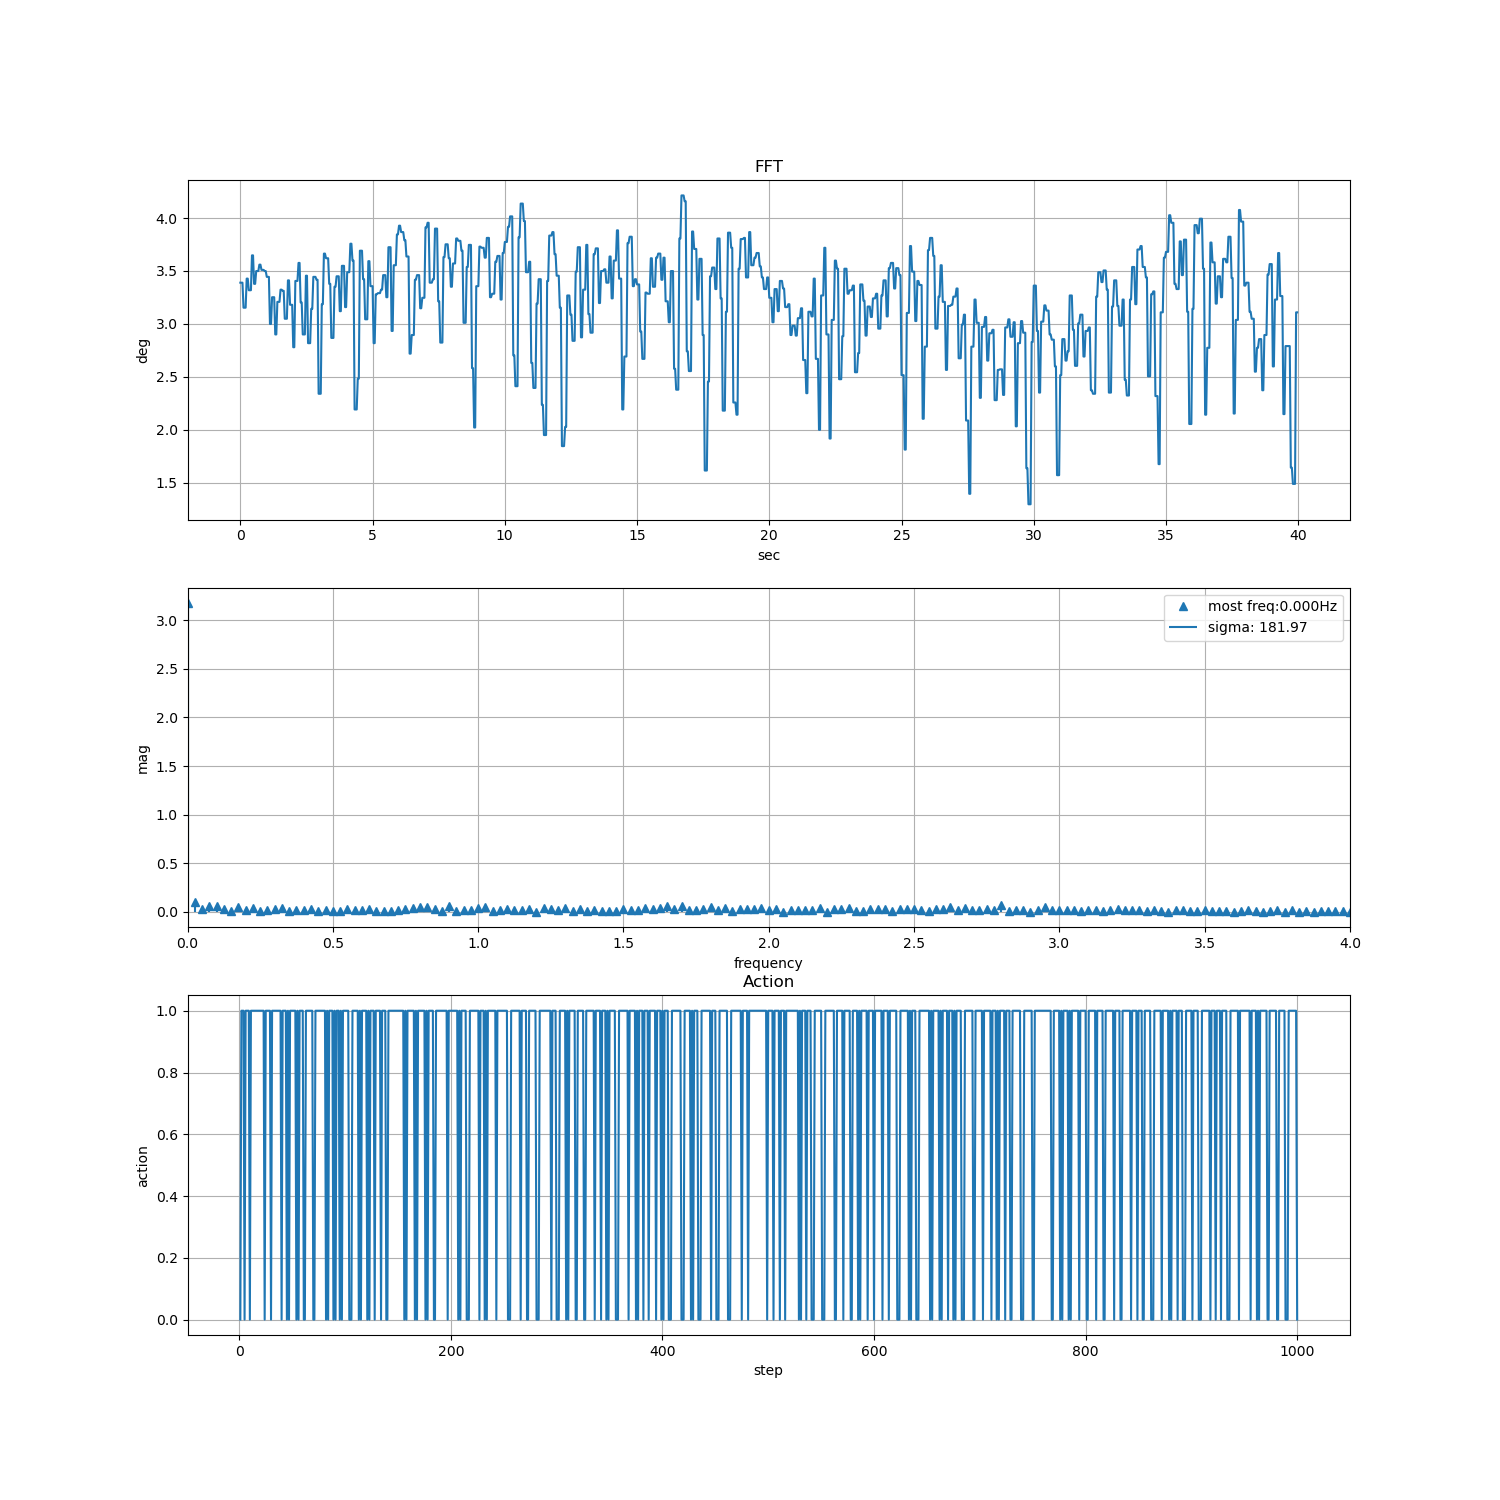 FFT
4.0
3.5
3.0
2.5
2.0
1.5
deg
0 5 10 15 20 25 30 35 40
sec
most freq:0.000Hz
sigma: 181.97
3.0
2.5
2.0
1.5
1.0
0.5
0.0
mag
0.0 0.5 1.0 1.5 2.0 2.5 3.0 3.5 4.0
frequency
Action
1.0
0.8
0.6
0.4
0.2
0.0
action
0 200 400 600 800 1000
step